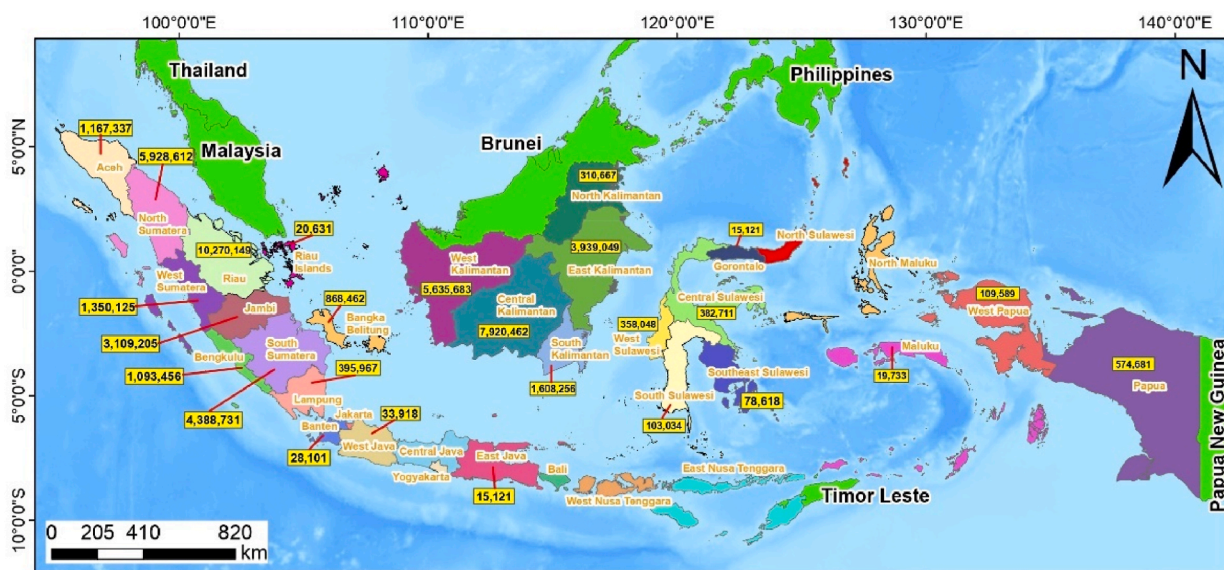 100°0'0"E
110°0'0"E
120°0'0"E
130°0'0"E
140°0'0"E
N
Thailand
Philippines
5°0'0"N
1,167,337
Aceh
5,928,612
Malaysia
Brunei
310,667
North Kalimantan
North
Sumatera
20,631
Riau
Islands
10,270,149
Riau
West
Kalimantan
3,939,049
East Kalimantan
15,121
North Sulawesi
Gorontalo
North Maluku
0°0'0"
West
Sumatera
1,350,125
5,635,683
Central
Kalimantan
7,920,462
Central Sulawesi
382,711
109,589
West Papua
Jambi
868,462
Bangka
Belitung
3,109,205
South
Sumatera
358,048
West
Sulawesi
South
Kalimantan
Maluku
19,733
574,681
Papua
Bengkulu
1,093,456
395,967
1,608,256
Southeast Sulawesi
78,618
5°0'0"S
4,388,731
Lampung
South Sulawesi
103,034
Jakarta
33,918
Banten
28,101
West Java
Central Java
East Java
Yogyakarta
15,121
Bali
West Nusa Tenggara
East Nusa Tenggara
Timor Leste
Papua New Guinea
10°0'0"S
0 205 410 820
km